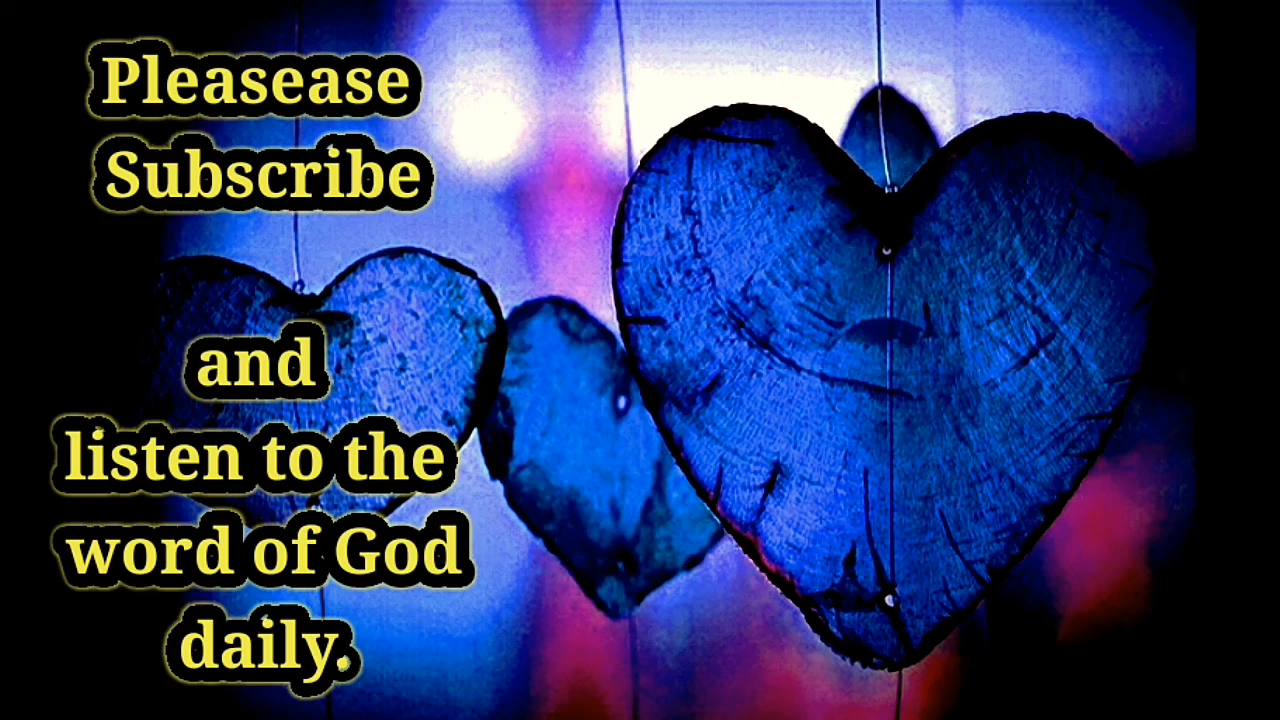 Pleasease
Subscribe
and
listen to the
word of God
daily.